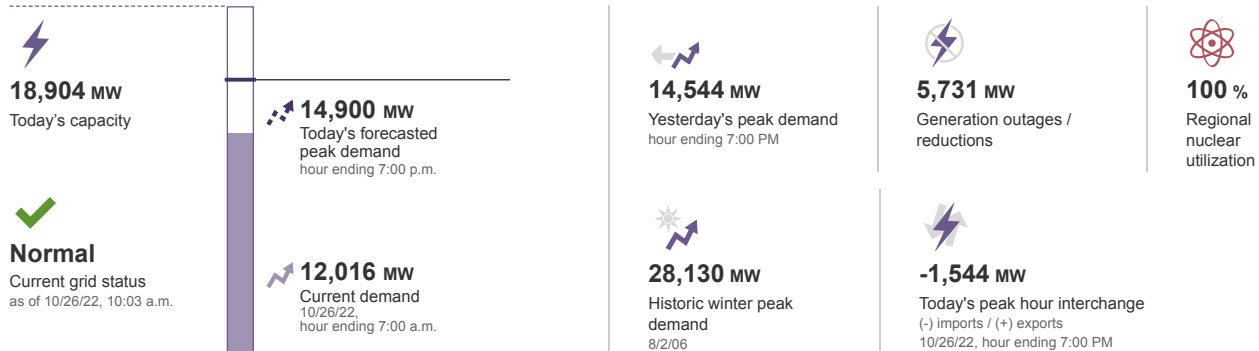 18,904 MW
Today's capacity
Normal
Current grid status
as of 10/26/22, 10:03 a.m.
14,900 MW
Today's forecasted
peak demand
hour ending 7:00 p.m.
12,016 MW
Current demand
10/26/22,
hour ending 7:00 a.m.
14,544 MW
Yesterday's peak demand
hour ending 7:00 PM
5,731 MW
Generation outages /
reductions
100 %
Regional
nuclear
utilization
28,130 MW
Historic winter peak
demand
8/2/06
-1,544 MW
Today's peak hour interchange
(-) imports / (+) exports
10/26/22, hour ending 7:00 PM